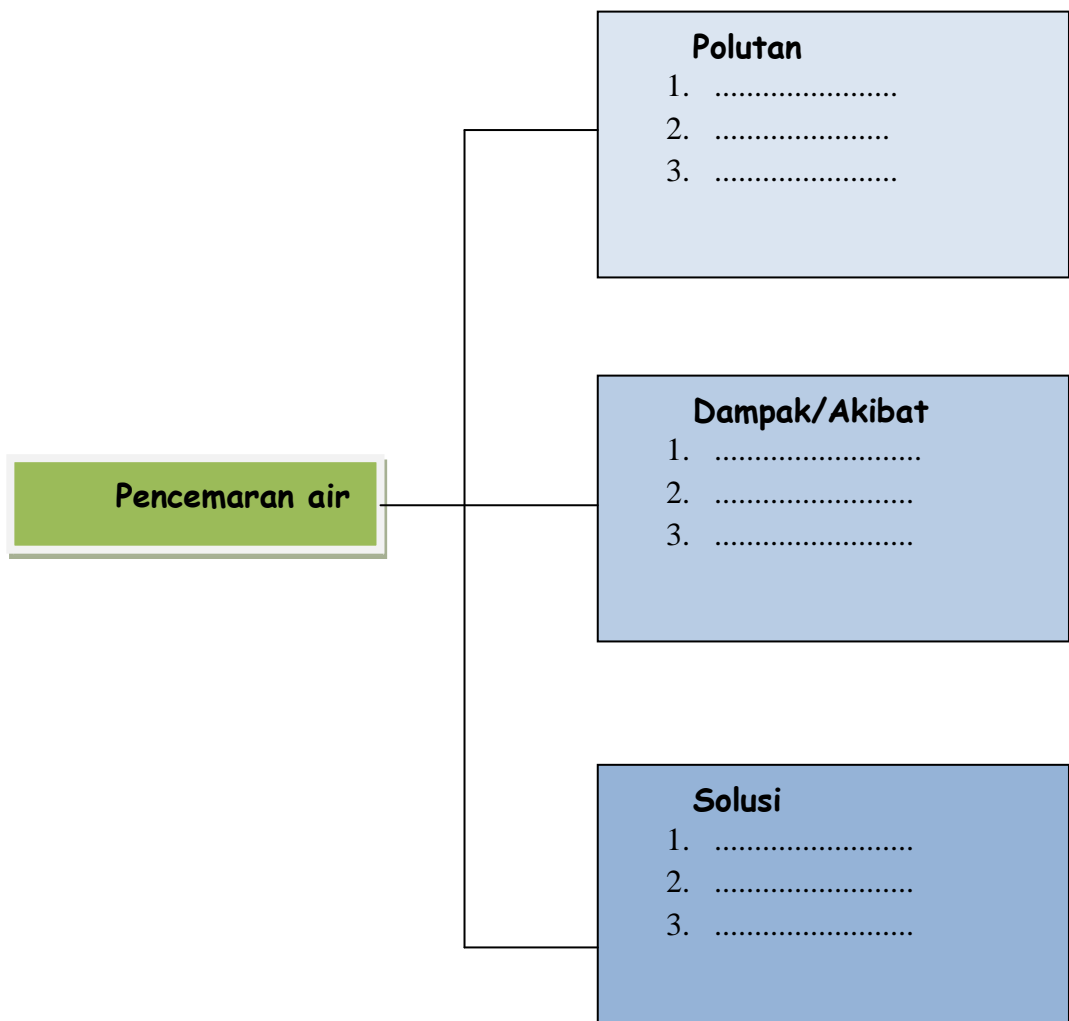 Polutan
1. .......................
2. ......................
3. .......................
Dampak/Akibat
1. ..........................
2. .........................
3. .........................
Pencemaran air
Solusi
1. .........................
2. .........................
3. .........................